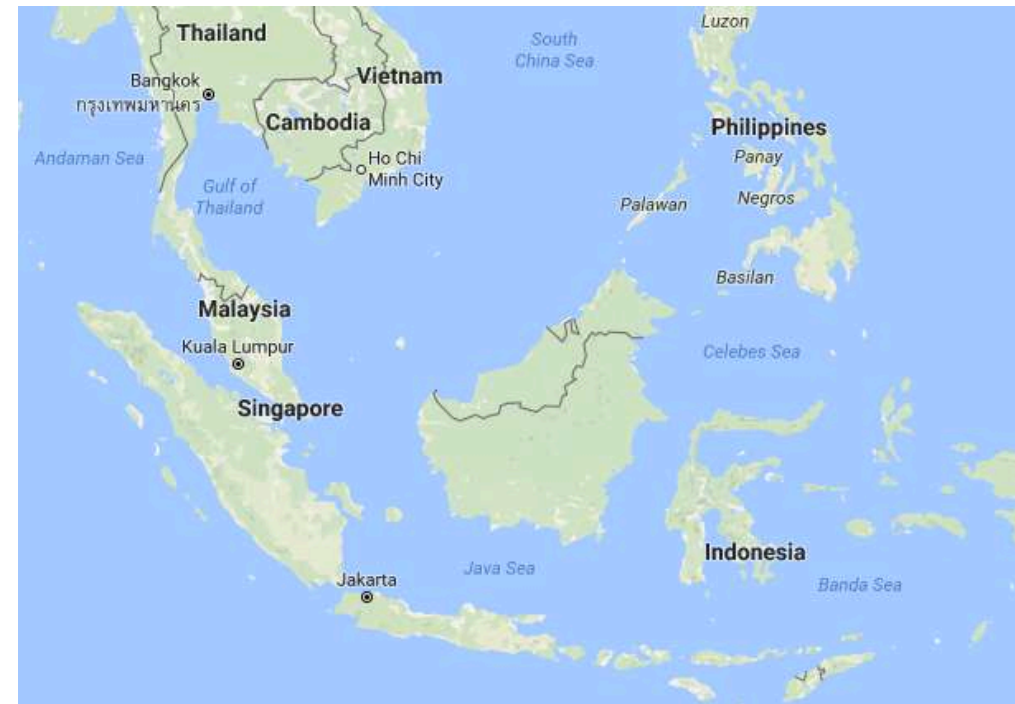 Luzon
Thailand
South
China Sea
Vietnam
Bangkok
กรุงเทพมหานคร
Cambodia
Philippines
Andaman Sea
Ho Chi
Minh City
Panay
Gulf of
Thailand
Negros
Palawan
Basilan
Malaysia
Kuala Lumpur
Celebes Sea
Singapore
Indonesia
Java Sea
Jakarta
Banda Sea